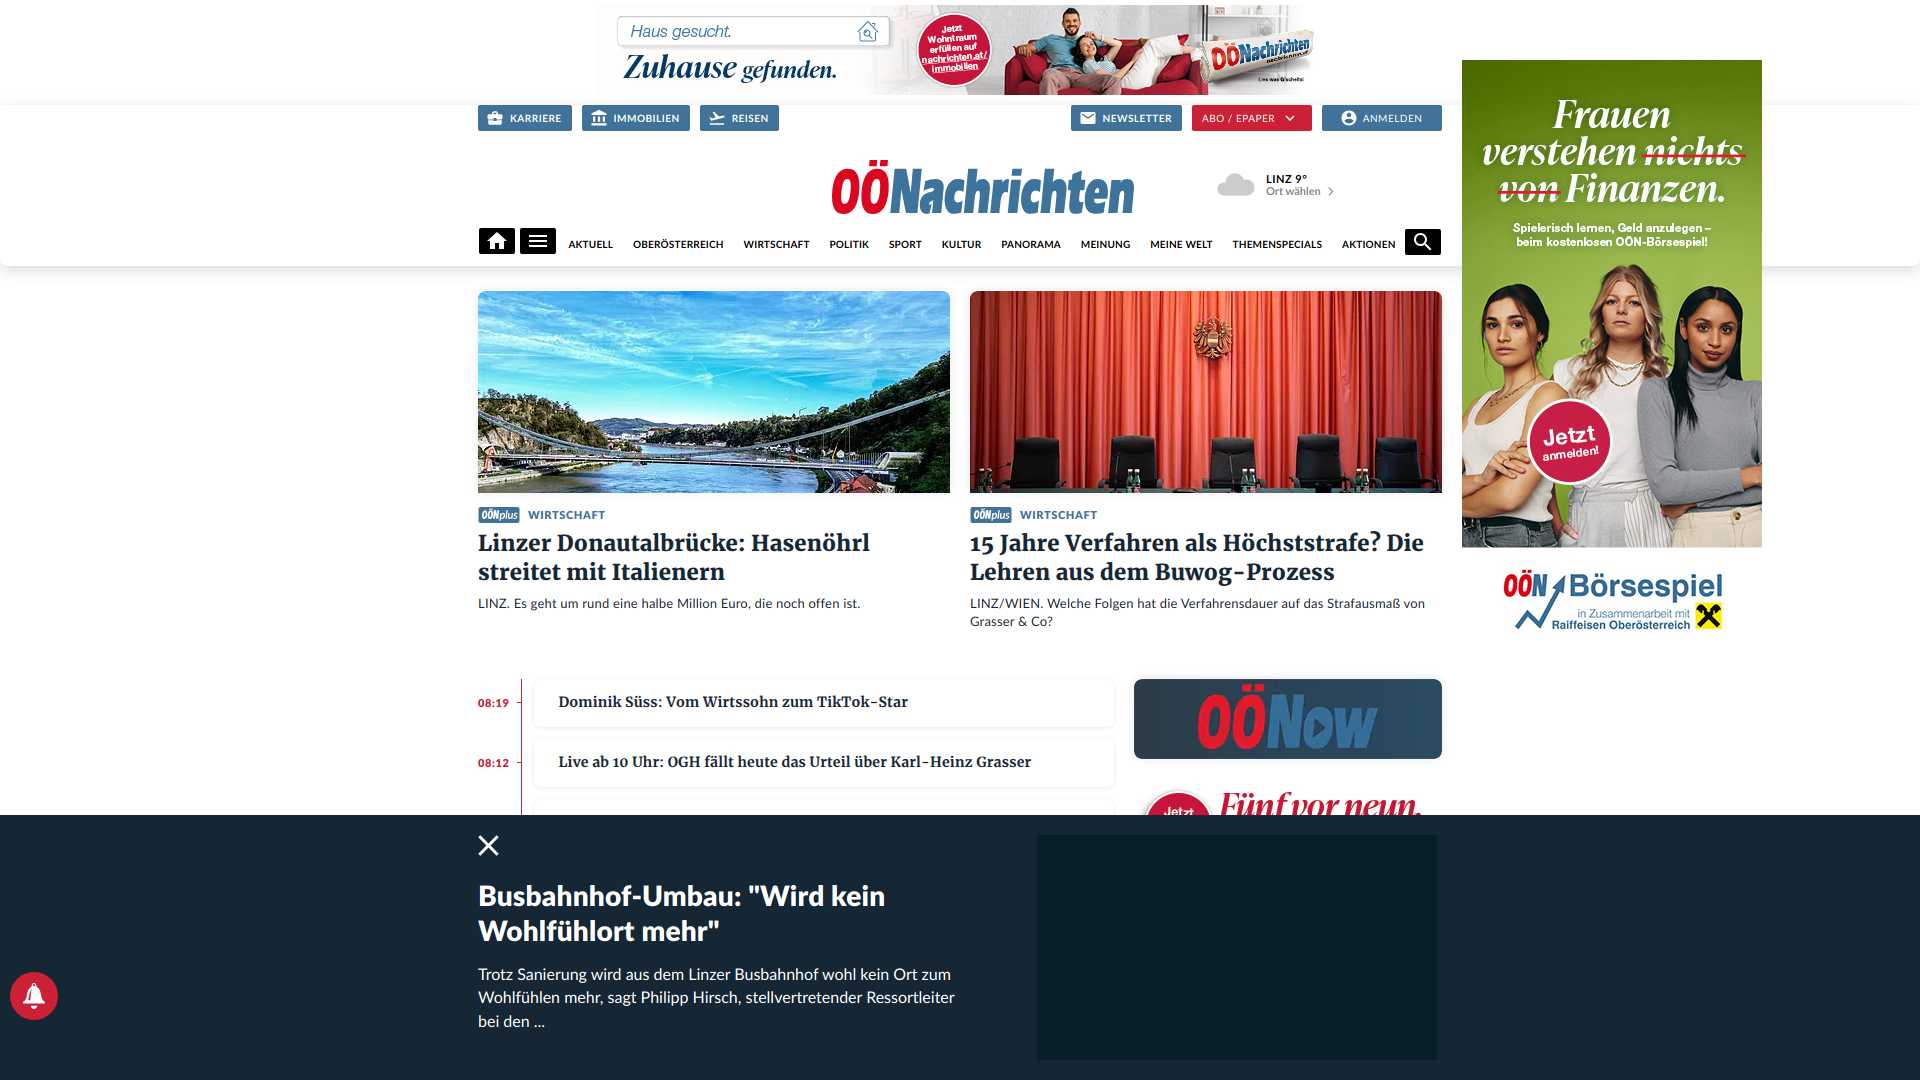 Haus gesucht.
Zuhause gefunden.
Jetzt
Wohntraum
erfüllen auf
nachrichten.at/
immobilien
OÖNachrichten
Lies was Gscheits!
KARRIERE
IMMOBILIEN
REISEN
NEWSLETTER
ABO / EPAPER
ANMELDEN
OÖNachrichten
LINZ 9°
Ort wählen
AKTUELL
OBERÖSTERREICH
WIRTSCHAFT
POLITIK
SPORT
KULTUR
PANORAMA
MEINUNG
MEINE WELT
THEMENSPECIALS
AKTIONEN
Frauen
verstehen nichts
von Finanzen.
Spielerisch lernen, Geld anzulegen –
beim kostenlosen OÖN-Börsespiel!
Jetzt
anmelden!
OÖN Börsespiel
in Zusammenarbeit mit
Raiffeisen Oberösterreich
OÖNplus WIRTSCHAFT
Linzer Donautalbrücke: Hasenöhrl
streitet mit Italienern
LINZ. Es geht um rund eine halbe Million Euro, die noch offen ist.
OÖNplus WIRTSCHAFT
15 Jahre Verfahren als Höchststrafe? Die
Lehren aus dem Buwog-Prozess
LINZ/WIEN. Welche Folgen hat die Verfahrensdauer auf das Strafausmaß von
Grasser & Co?
08:19
Dominik Süss: Vom Wirtssohn zum TikTok-Star
08:12
Live ab 10 Uhr: OGH fällt heute das Urteil über Karl-Heinz Grasser
OÖNow
Jetzt
Fünf vor neun.
Busbahnhof-Umbau: "Wird kein
Wohlfühlort mehr"
Trotz Sanierung wird aus dem Linzer Busbahnhof wohl kein Ort zum
Wohlfühlen mehr, sagt Philipp Hirsch, stellvertretender Ressortleiter
bei den ...